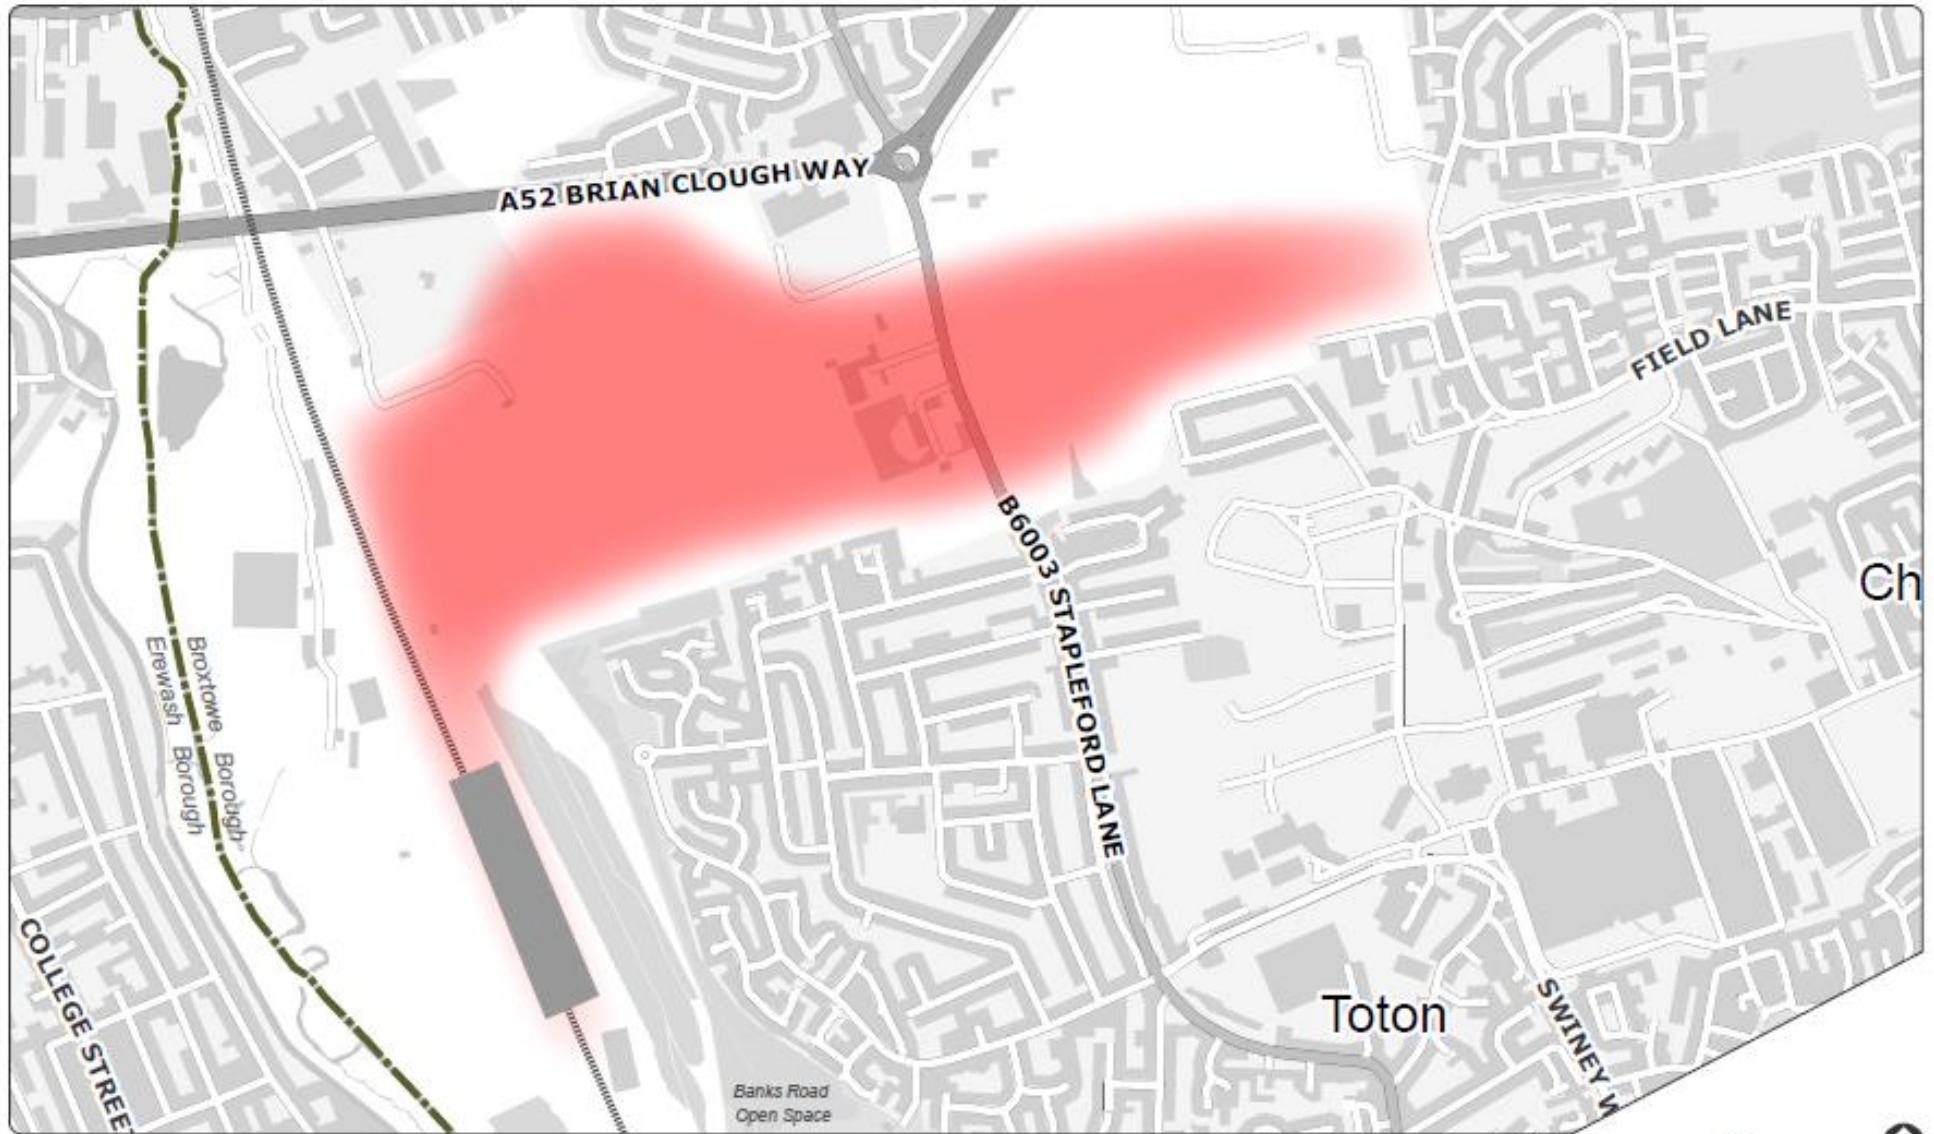 A52 BRIAN CLOUGH WAY
FIELD LANE
B6003 STAPLEFORD LANE
Ch
Broxtowe Borough
Erewash Borough
COLLEGE STREET
Toton
SWINEY W
Banks Road
Open Space